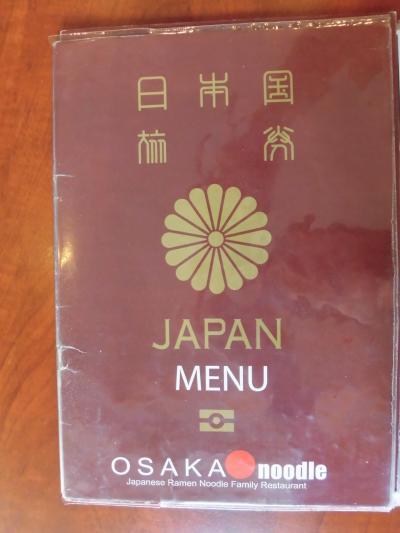 日本国
旅券
JAPAN
MENU
OSAKA noodle
Japanese Ramen Noodle Family Restaurant